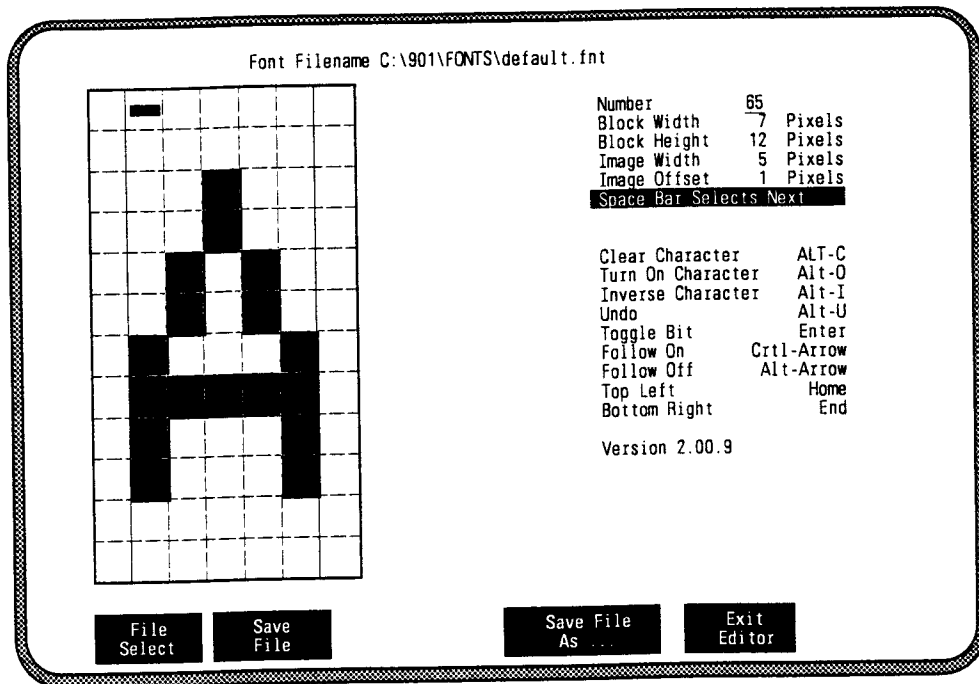 Font Filename C:\901\FONTS\default.fnt
Number 65
Block Width 7 Pixels
Block Height 12 Pixels
Image Width 5 Pixels
Image Offset 1 Pixels
Space Bar Selects Next
Clear Character ALT-C
Turn On Character Alt-O
Inverse Character Alt-I
Undo Alt-U
Toggle Bit Enter
Follow On Crtl-Arrow
Follow Off Alt-Arrow
Top Left Home
Bottom Right End
Version 2.00.9
File
Select
Save
File
Save File
As ...
Exit
Editor